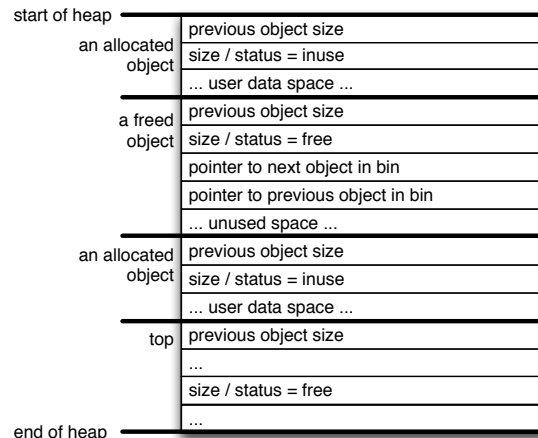 start of heap
previous object size
an allocated object
size / status = inuse
... user data space ...
a freed object
previous object size
size / status = free
pointer to next object in bin
pointer to previous object in bin
... unused space ...
an allocated object
previous object size
size / status = inuse
... user data space ...
top
previous object size
...
size / status = free
...
end of heap